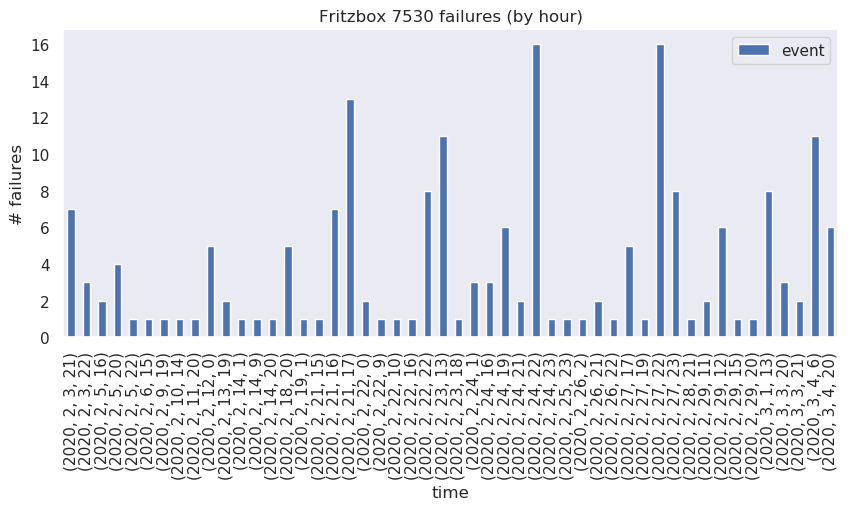 Fritzbox 7530 failures (by hour)
event
# failures
16
14
12
10
8
6
4
2
0
(2020, 2, 3, 21)
(2020, 2, 3, 22)
(2020, 2, 5, 16)
(2020, 2, 5, 20)
(2020, 2, 5, 22)
(2020, 2, 6, 15)
(2020, 2, 9, 19)
(2020, 2, 10, 14)
(2020, 2, 11, 20)
(2020, 2, 12, 0)
(2020, 2, 13, 19)
(2020, 2, 14, 1)
(2020, 2, 14, 9)
(2020, 2, 14, 20)
(2020, 2, 18, 20)
(2020, 2, 19, 1)
(2020, 2, 21, 15)
(2020, 2, 21, 16)
(2020, 2, 21, 17)
(2020, 2, 22, 0)
(2020, 2, 22, 9)
(2020, 2, 22, 10)
(2020, 2, 22, 16)
(2020, 2, 22, 22)
(2020, 2, 23, 13)
(2020, 2, 23, 18)
(2020, 2, 24, 1)
(2020, 2, 24, 16)
(2020, 2, 24, 19)
(2020, 2, 24, 21)
(2020, 2, 24, 22)
(2020, 2, 24, 23)
(2020, 2, 25, 23)
(2020, 2, 26, 2)
(2020, 2, 26, 21)
(2020, 2, 26, 22)
(2020, 2, 27, 17)
(2020, 2, 27, 19)
(2020, 2, 27, 22)
(2020, 2, 27, 23)
(2020, 2, 28, 21)
(2020, 2, 29, 11)
(2020, 2, 29, 12)
(2020, 2, 29, 15)
(2020, 2, 29, 20)
(2020, 3, 1, 13)
(2020, 3, 3, 20)
(2020, 3, 3, 21)
(2020, 3, 4, 6)
(2020, 3, 4, 20)
time